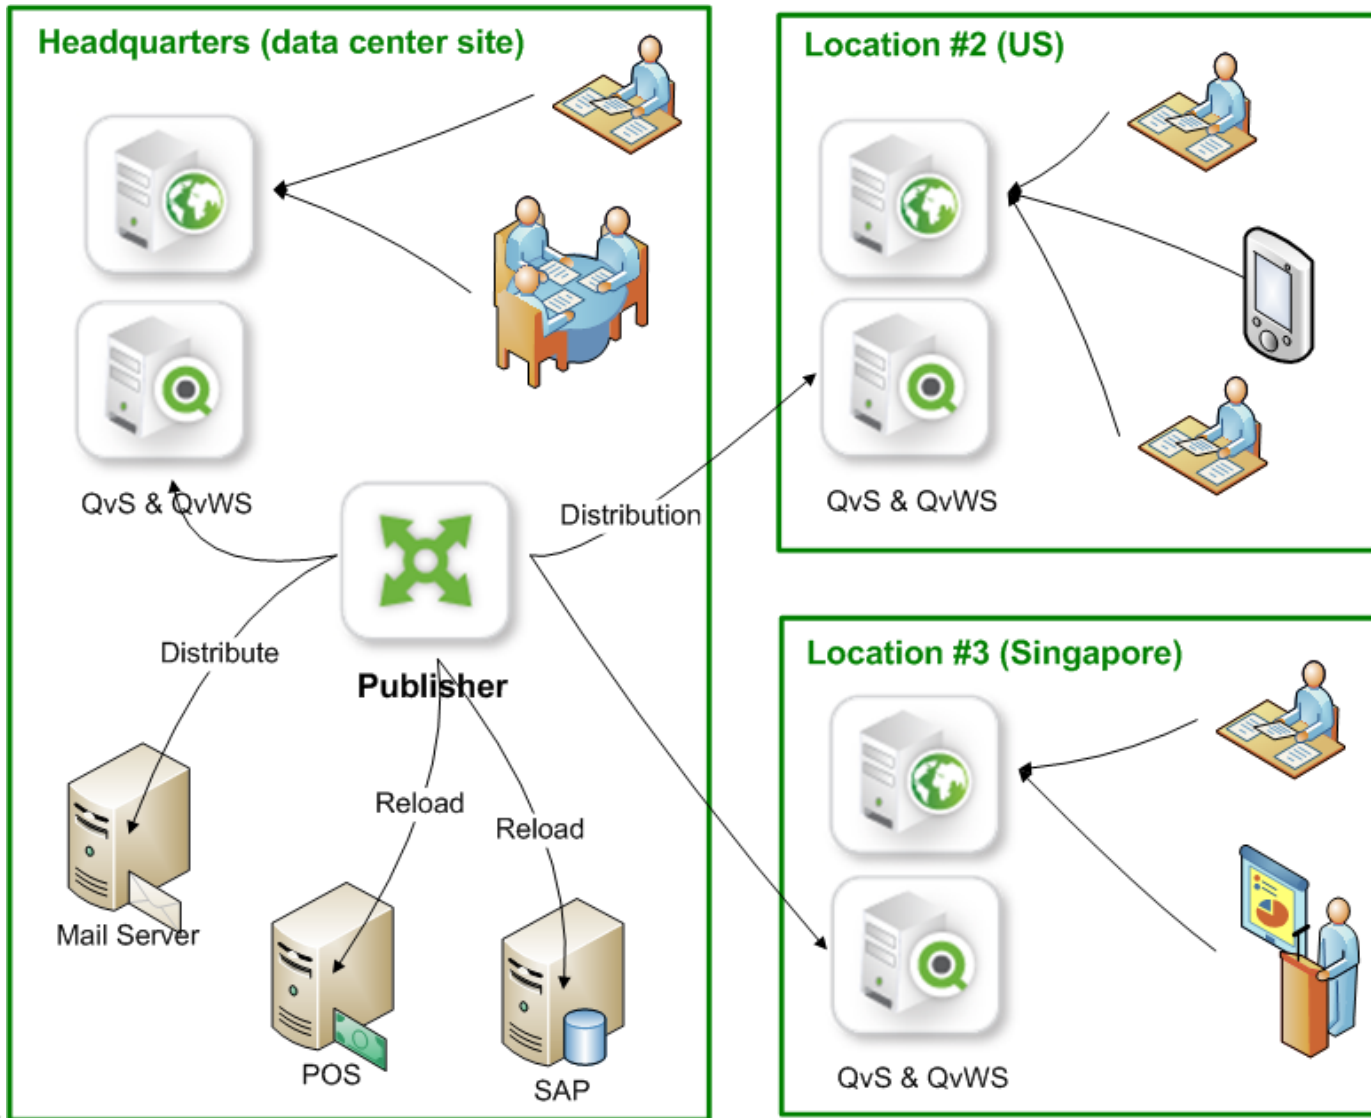 Headquarters (data center site)
QvS & QvWS
Distribution
Publisher
Distribute
Reload
Reload
Mail Server
POS
SAP
Location #2 (US)
QvS & QvWS
Location #3 (Singapore)
QvS & QvWS